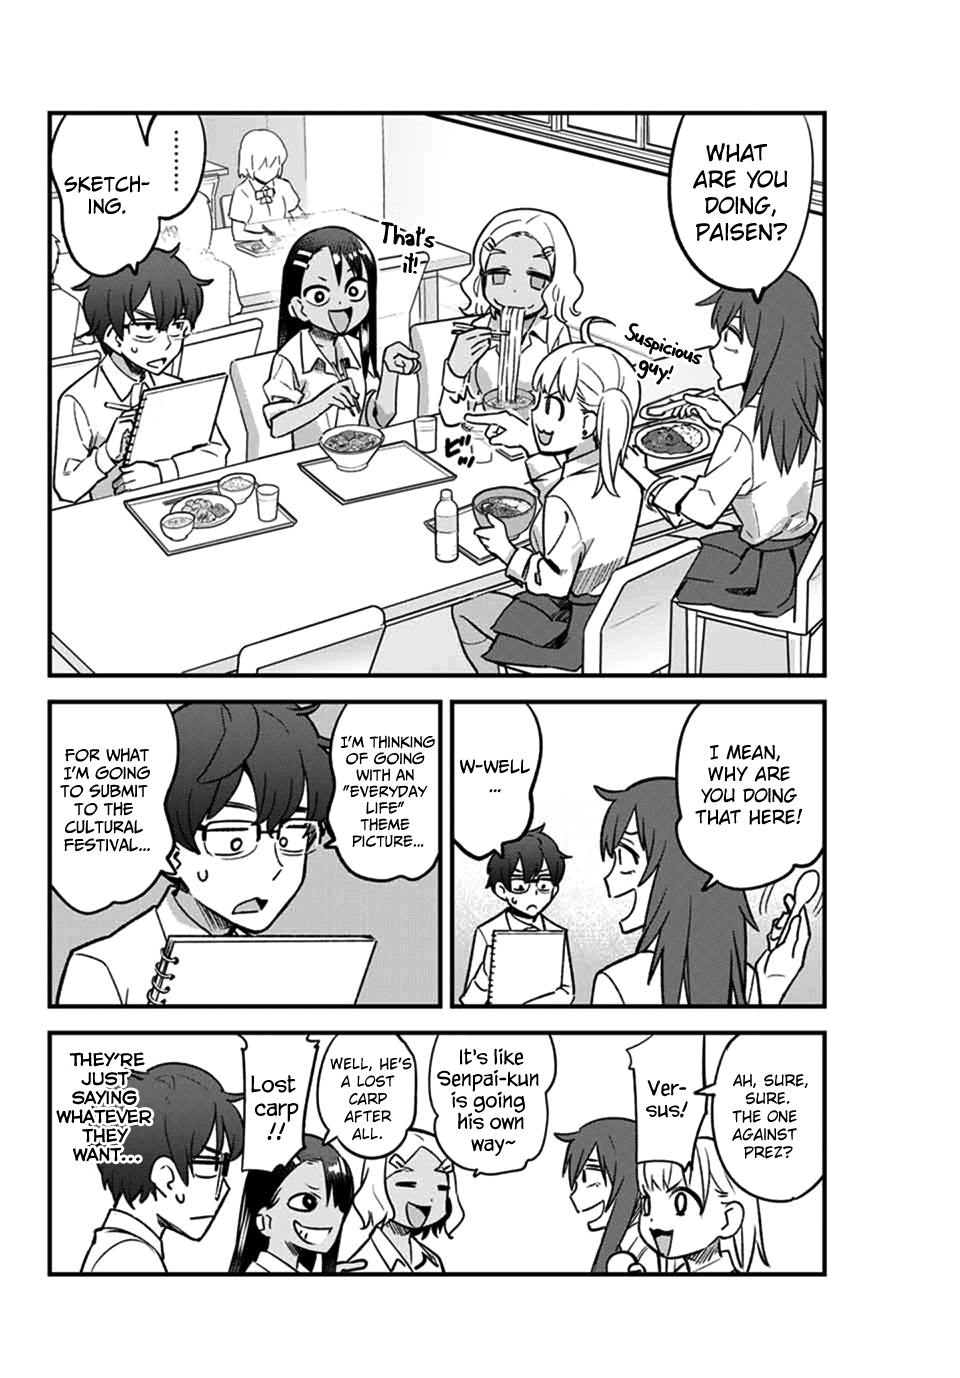 WHAT
ARE YOU
DOING,
PAISEN?
Suspicious
guy!
That's
it!
.......
SKETCH-
ING.
ビビッ
I MEAN,
WHY ARE
YOU DOING
THAT HERE!
W-WELL
...
I'M THINKING
OF GOING
WITH AN
"EVERYDAY
LIFE"
THEME
PICTURE...
FOR WHAT
I'M GOING
TO SUBMIT
TO THE
CULTURAL
FESTIVAL...
AH, SURE,
SURE.
THE ONE
AGAINST
PREZ?
Ver-
sus!
It's like
Senpai-kun
is going
his own
way~
WELL, HE'S
A LOST
CARP
AFTER
ALL.
Lost
carp
!!
THEY'RE
JUST
SAYING
WHATEVER
THEY
WANT...